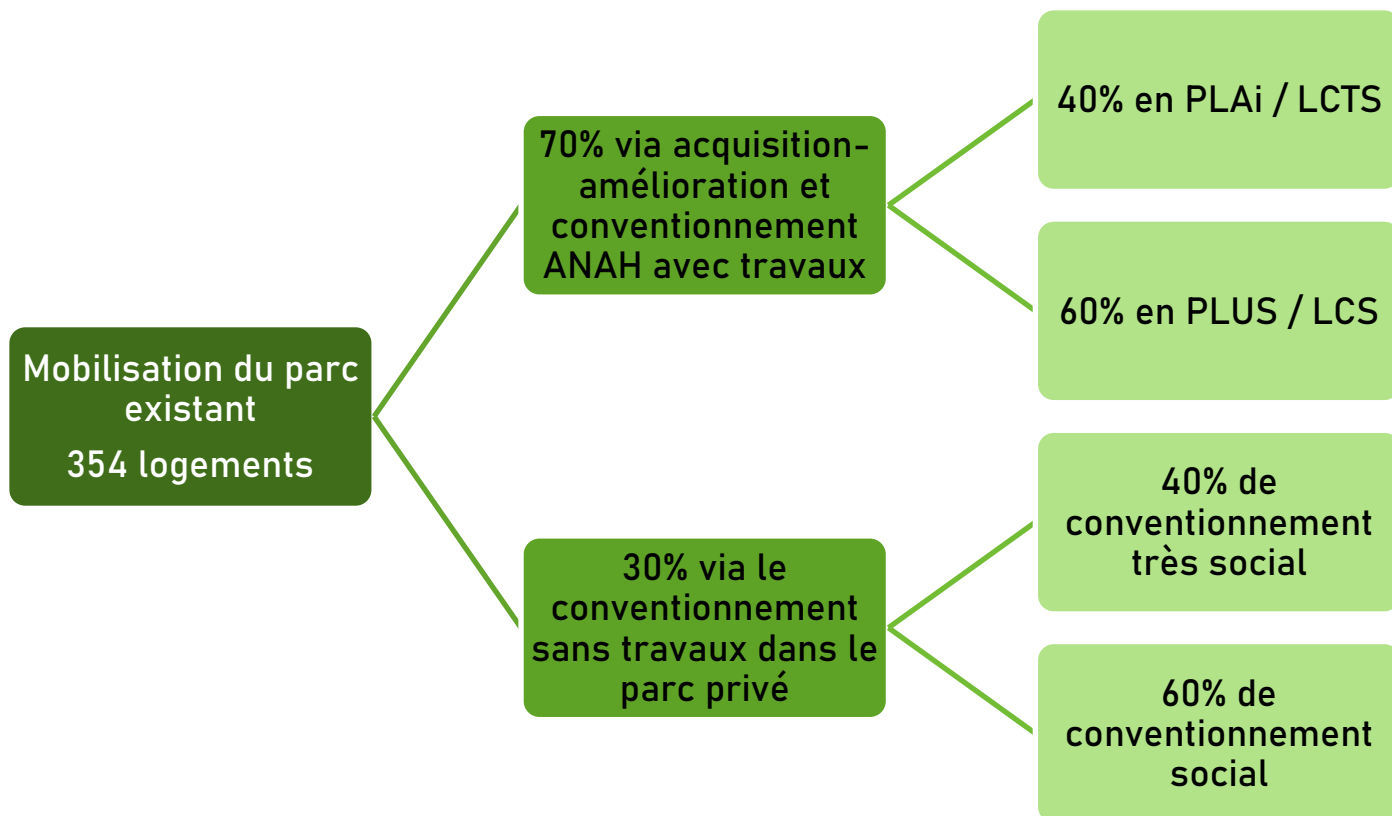 Mobilisation du parc
existant
354 logements
70% via acquisition-
amélioration et
conventionnement
ANAH avec travaux
40% en PLAi / LCTS
60% en PLUS / LCS
30% via le
conventionnement
sans travaux dans le
parc privé
40% de
conventionnement
très social
60% de
conventionnement
social